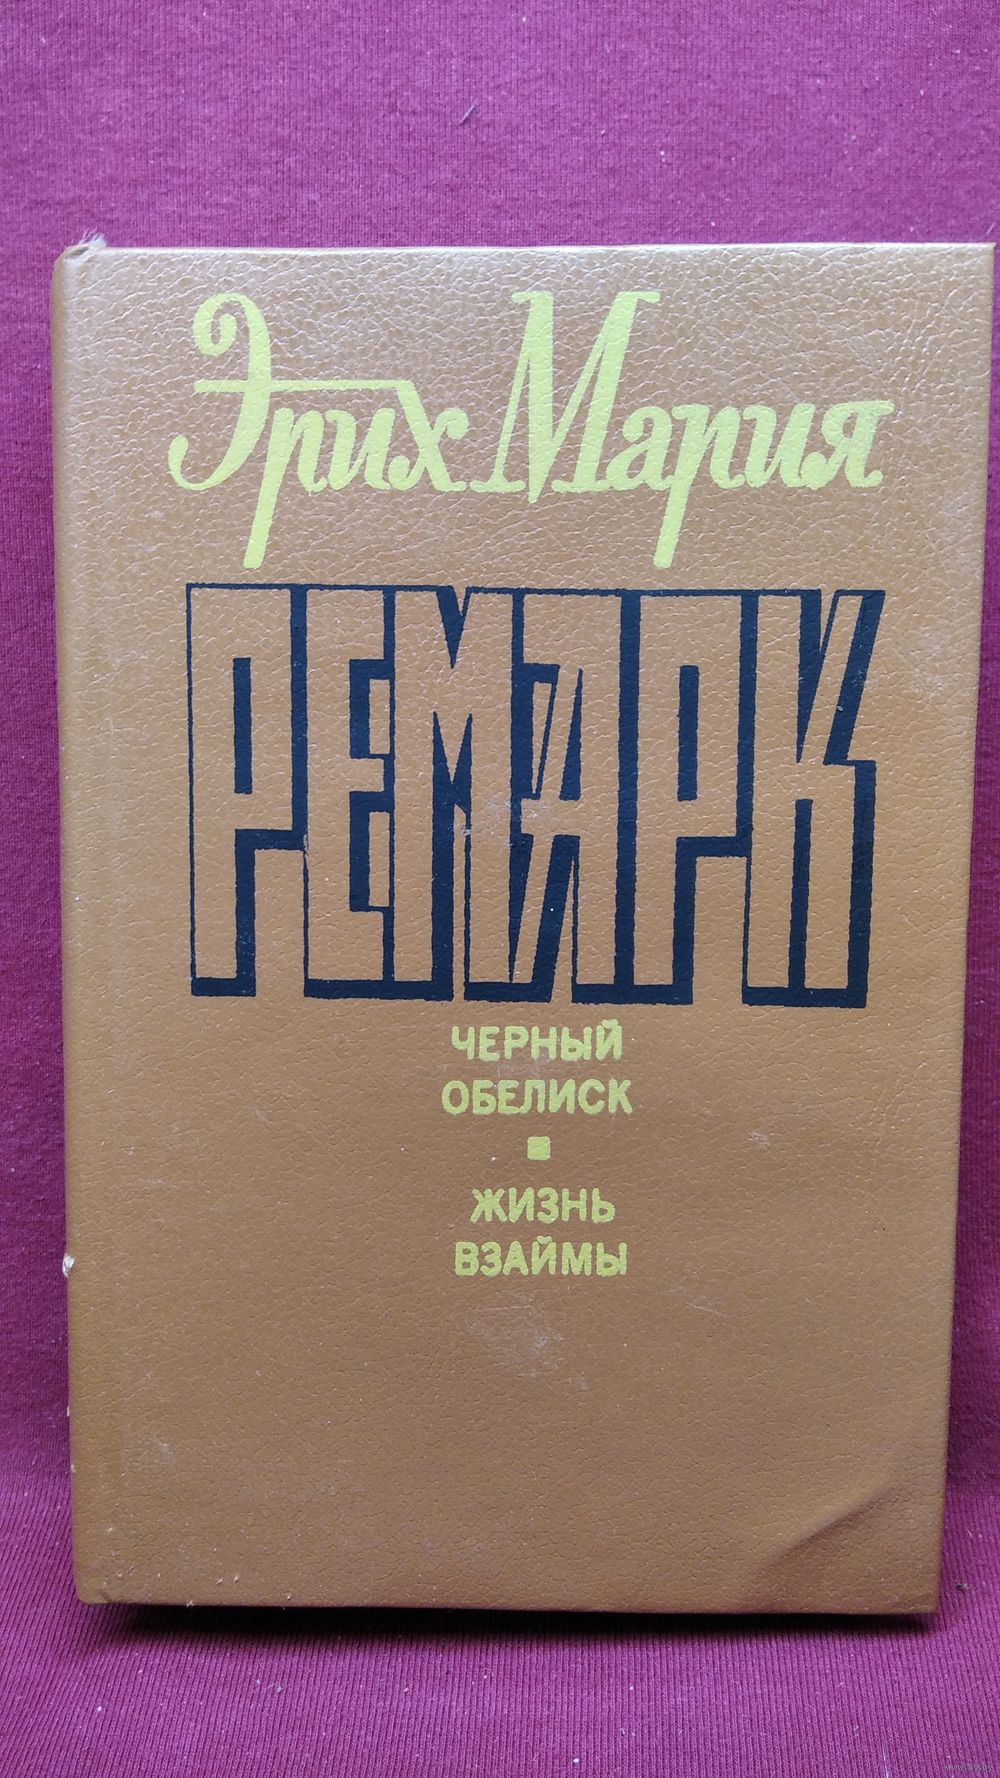 Эрих Мария
РЕМАРК
ЧЕРНЫЙ
ОБЕЛИСК
ЖИЗНЬ
ВЗАЙМЫ